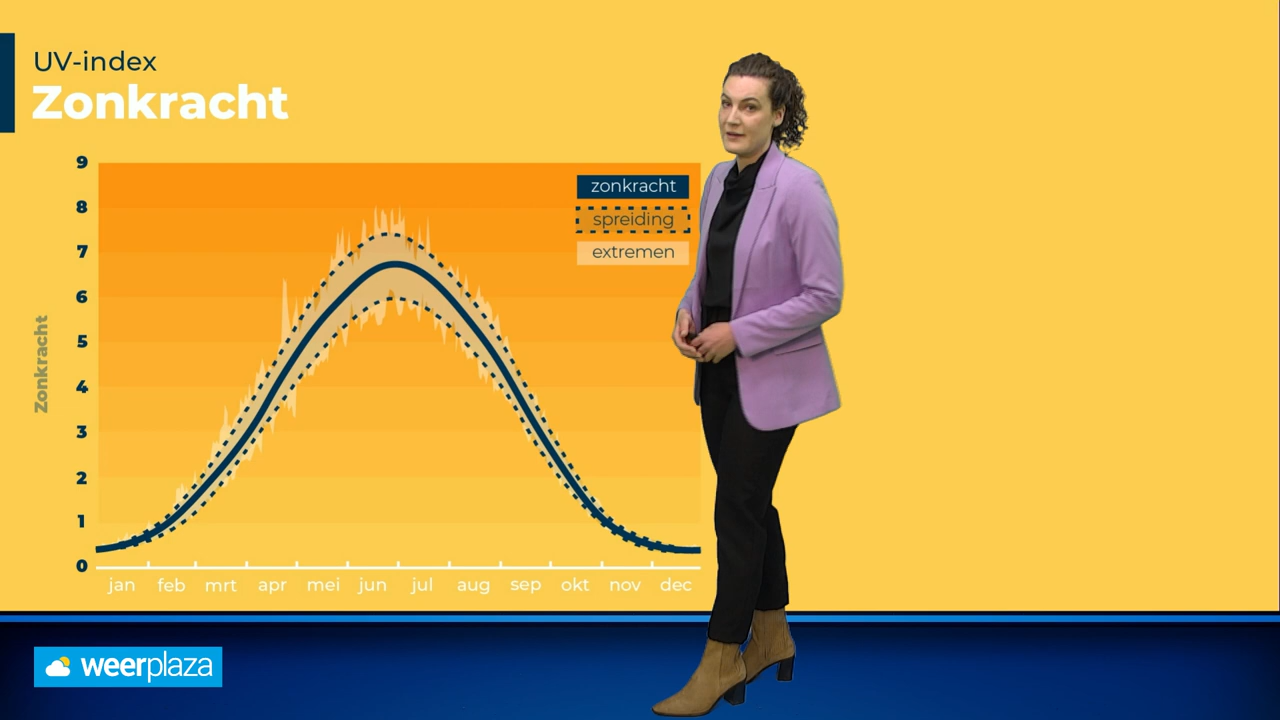 UV-index
Zonkracht
9
8
7
6
5
4
3
2
1
0
Zonkracht
zonkracht
spreiding
extremen
jan feb mrt apr mei jun jul aug sep okt nov dec
weerplaza